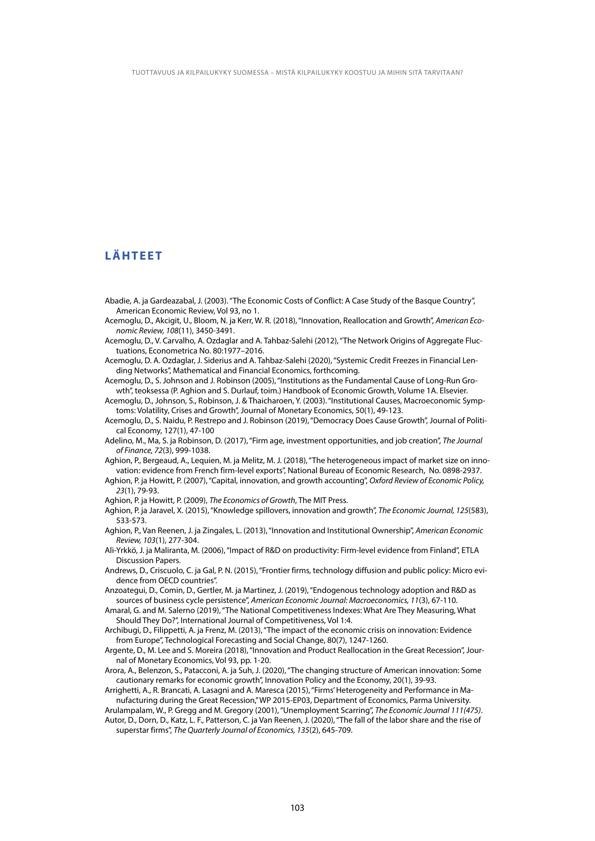 TUOTTAVUUS JA KILPAILUKYKY SUOMESSA – MISTÄ KILPAILUKYKY KOOSTUU JA MIHIN SITÄ TARVITAAN?
LÄHTEET
Abadie, A. ja Gardeazabal, J. (2003). "The Economic Costs of Conflict: A Case Study of the Basque Country",
American Economic Review, Vol 93, no 1.
Acemoglu, D., Akcigit, U., Bloom, N. ja Kerr, W. R. (2018), "Innovation, Reallocation and Growth", American Eco-
nomic Review, 108(11), 3450-3491.
Acemoglu, D., V. Carvalho, A. Ozdaglar and A. Tahbaz-Salehi (2012), "The Network Origins of Aggregate Fluc-
tuations, Econometrica No. 80:1977–2016.
Acemoglu, D. A. Ozdaglar, J. Siderius and A. Tahbaz-Salehi (2020), "Systemic Credit Freezes in Financial Len-
ding Networks", Mathematical and Financial Economics, forthcoming.
Acemoglu, D., S. Johnson and J. Robinson (2005), "Institutions as the Fundamental Cause of Long-Run Gro-
wth", teoksessa (P. Aghion and S. Durlauf, toim.) Handbook of Economic Growth, Volume 1A. Elsevier.
Acemoglu, D., Johnson, S., Robinson, J. & Thaicharoen, Y. (2003). "Institutional Causes, Macroeconomic Symp-
toms: Volatility, Crises and Growth", Journal of Monetary Economics, 50(1), 49-123.
Acemoglu, D., S. Naidu, P. Restrepo and J. Robinson (2019), "Democracy Does Cause Growth", Journal of Politi-
cal Economy, 127(1), 47-100
Adelino, M., Ma, S. ja Robinson, D. (2017), "Firm age, investment opportunities, and job creation", The Journal
of Finance, 72(3), 999-1038.
Aghion, P., Bergeaud, A., Lequien, M. ja Melitz, M. J. (2018), "The heterogeneous impact of market size on inno-
vation: evidence from French firm-level exports", National Bureau of Economic Research, No. 0898-2937.
Aghion, P. ja Howitt, P. (2007), "Capital, innovation, and growth accounting", Oxford Review of Economic Policy,
23(1), 79-93.
Aghion, P. ja Howitt, P. (2009), The Economics of Growth, The MIT Press.
Aghion, P. ja Jaravel, X. (2015), "Knowledge spillovers, innovation and growth", The Economic Journal, 125(583),
533-573.
Aghion, P., Van Reenen, J. ja Zingales, L. (2013), "Innovation and Institutional Ownership", American Economic
Review, 103(1), 277-304.
Ali-Yrkkö, J. ja Maliranta, M. (2006), "Impact of R&D on productivity: Firm-level evidence from Finland", ETLA
Discussion Papers.
Andrews, D., Criscuolo, C. ja Gal, P. N. (2015), "Frontier firms, technology diffusion and public policy: Micro evi-
dence from OECD countries".
Anzoategui, D., Comin, D., Gertler, M. ja Martinez, J. (2019), "Endogenous technology adoption and R&D as
sources of business cycle persistence", American Economic Journal: Macroeconomics, 11(3), 67-110.
Amaral, G. and M. Salerno (2019), "The National Competitiveness Indexes: What Are They Measuring, What
Should They Do?", International Journal of Competitiveness, Vol 1:4.
Archibugi, D., Filippetti, A. ja Frenz, M. (2013), "The impact of the economic crisis on innovation: Evidence
from Europe", Technological Forecasting and Social Change, 80(7), 1247-1260.
Argente, D., M. Lee and S. Moreira (2018), "Innovation and Product Reallocation in the Great Recession", Jour-
nal of Monetary Economics, Vol 93, pp. 1-20.
Arora, A., Belenzon, S., Patacconi, A. ja Suh, J. (2020), "The changing structure of American innovation: Some
cautionary remarks for economic growth", Innovation Policy and the Economy, 20(1), 39-93.
Arrighetti, A., R. Brancati, A. Lasagni and A. Maresca (2015), "Firms' Heterogeneity and Performance in Ma-
nufacturing during the Great Recession," WP 2015-EP03, Department of Economics, Parma University.
Arulampalam, W., P. Gregg and M. Gregory (2001), "Unemployment Scarring", The Economic Journal 111(475).
Autor, D., Dorn, D., Katz, L. F., Patterson, C. ja Van Reenen, J. (2020), "The fall of the labor share and the rise of
superstar firms", The Quarterly Journal of Economics, 135(2), 645-709.
103